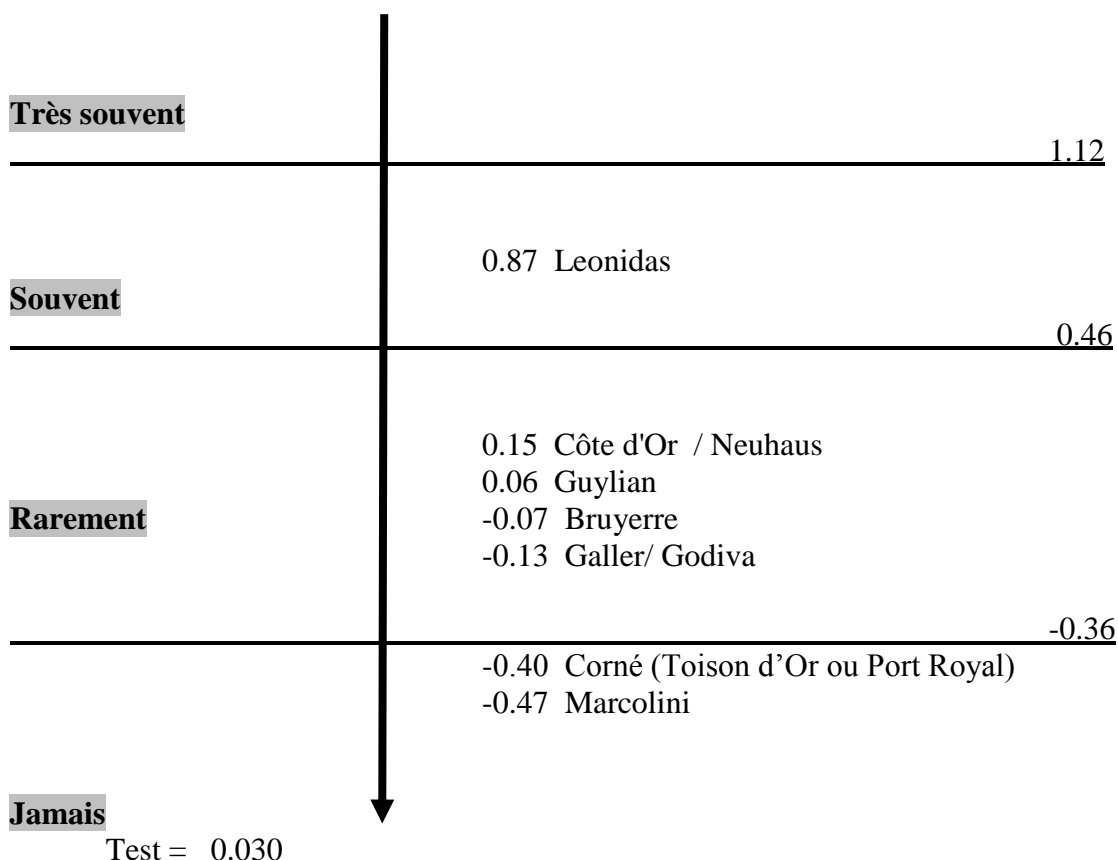 Très souvent
1.12
0.87 Leonidas
Souvent
0.46
0.15 Côte d'Or / Neuhaus
0.06 Guylian
Rarement
-0.07 Bruyerre
-0.13 Galler/ Godiva
-0.36
-0.40 Corné (Toison d’Or ou Port Royal)
-0.47 Marcolini
Jamais
Test = 0.030